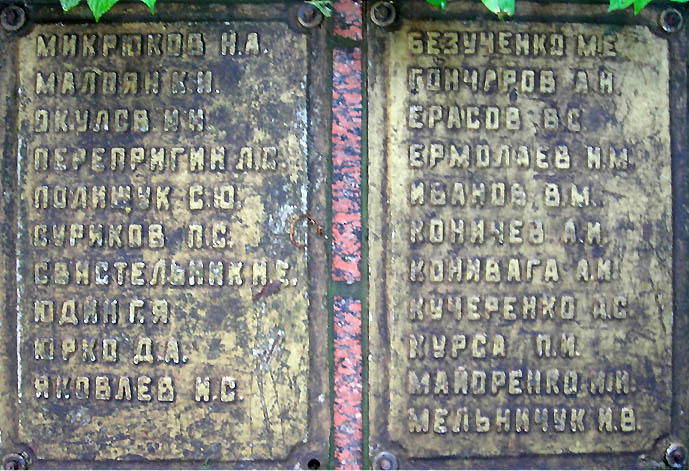 МИКРЮКОВ Н.А.
МАЛОЯН К.Н.
ОКУЛОВ И.И.
ПЕРЕПРИГИН Л.С.
ПОЛИЩУК С.Ю.
СУРИКОВ П.С.
СВИСТЕЛЬНИК И.Е.
ЮДИН Г.Я
ЮРКО Д.А.
ЯКОВЛЕВ И.С.
БЕЗУЧЕНКО М.Е
ГОНЧАРОВ А.Н.
ЕРАСОВ В.С.
ЕРМОЛАЕВ И.М.
ИВАНОВ В.М.
КОНИЧЕВ А.И.
КОНИВАГА А.И.
КУЧЕРЕНКО А.С
КУРСА П.И.
МАЙОРЕНКО И.И.
МЕЛЬНИЧУК И.В.